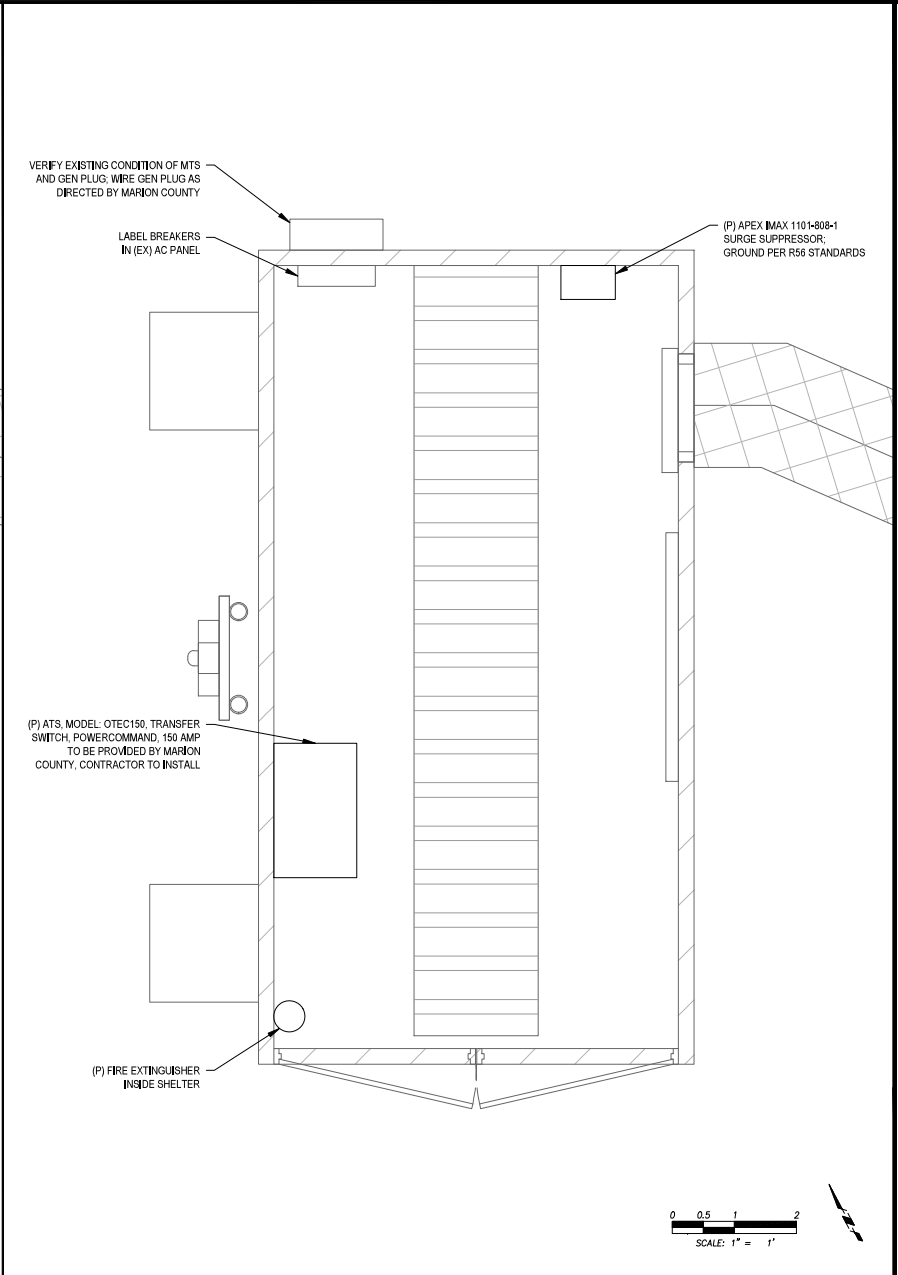 VERIFY EXISTING CONDITION OF MTS
AND GEN PLUG; WIRE GEN PLUG AS
DIRECTED BY MARION COUNTY
LABEL BREAKERS
IN (EX) AC PANEL
(P) APEX IMAX 1101-808-1
SURGE SUPPRESSOR;
GROUND PER R56 STANDARDS
(P) ATS, MODEL: OTEC150, TRANSFER
SWITCH, POWERCOMMAND, 150 AMP
TO BE PROVIDED BY MARION
COUNTY, CONTRACTOR TO INSTALL
(P) FIRE EXTINGUISHER
INSIDE SHELTER
0 0.5 1 2
SCALE: 1" = 1'